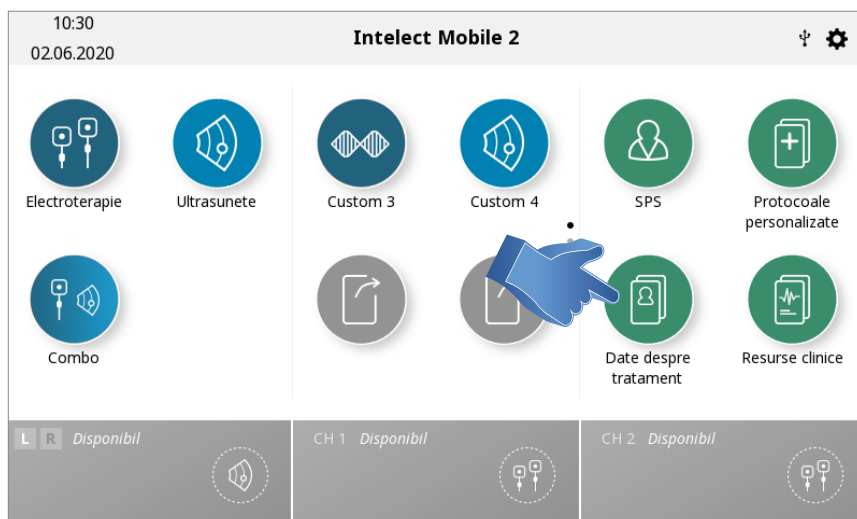 10:30
02.06.2020
Intelect Mobile 2
Electroterapie
Ultrasunete
Custom 3
Custom 4
SPS
Protocoale
personalizate
Combo
Date despre
tratament
Resurse clinice
L R Disponibil
CH 1 Disponibil
CH 2 Disponibil